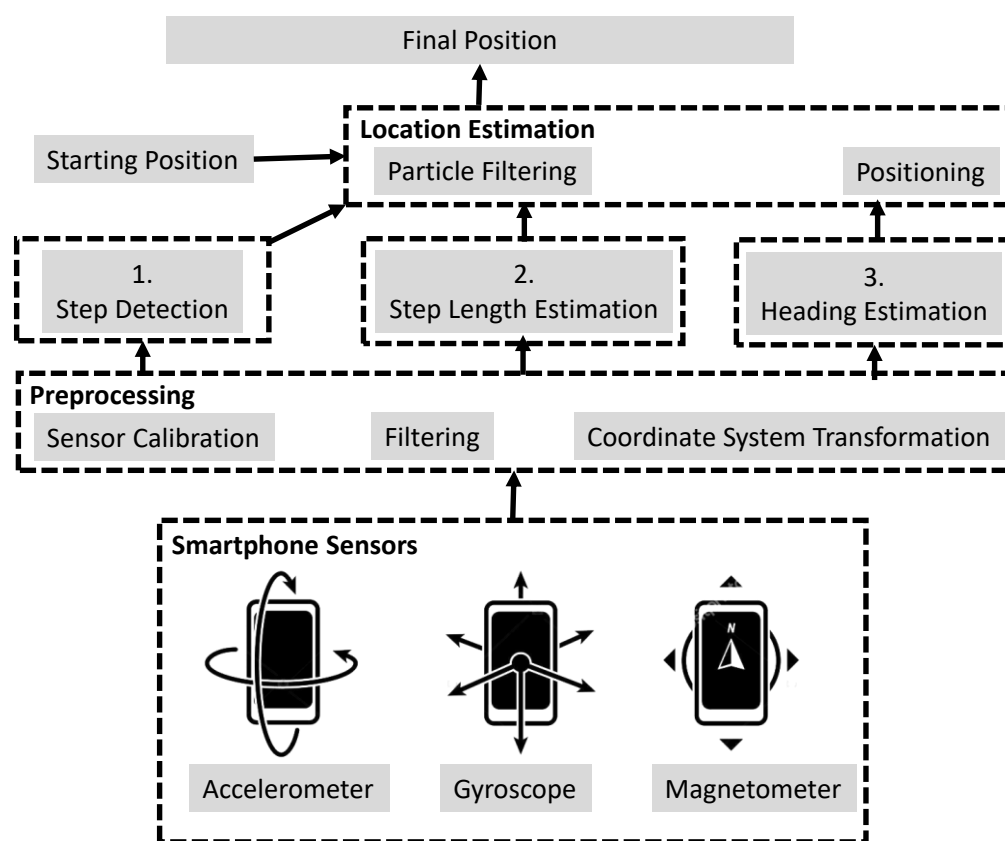 Final Position
Location Estimation
Starting Position
Particle Filtering
Positioning
1.
Step Detection
2.
Step Length Estimation
3.
Heading Estimation
Preprocessing
Sensor Calibration
Filtering
Coordinate System Transformation
Smartphone Sensors
N
Accelerometer
Gyroscope
Magnetometer